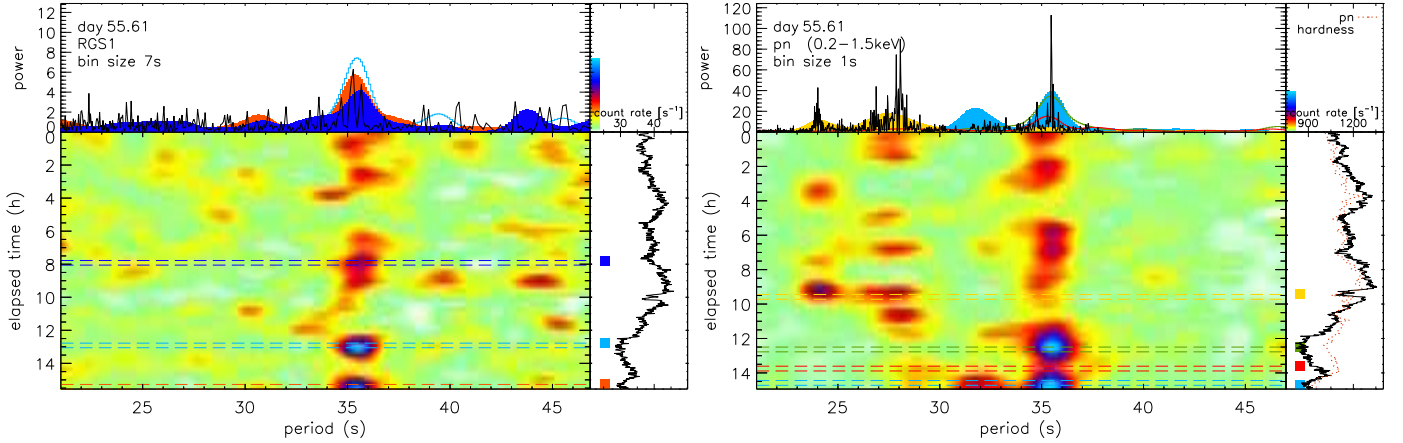 day 55.61
RGS1
bin size 7s
power
0
2
4
6
8
10
12
count rate [s⁻¹]
30 40
elapsed time (h)
0
2
4
6
8
10
12
14
25 30 35 40 45
period (s)
day 55.61
pn (0.2−1.5keV)
bin size 1s
power
0
20
40
60
80
100
120
pn
hardness
count rate [s⁻¹]
900 1200
elapsed time (h)
0
2
4
6
8
10
12
14
25 30 35 40 45
period (s)